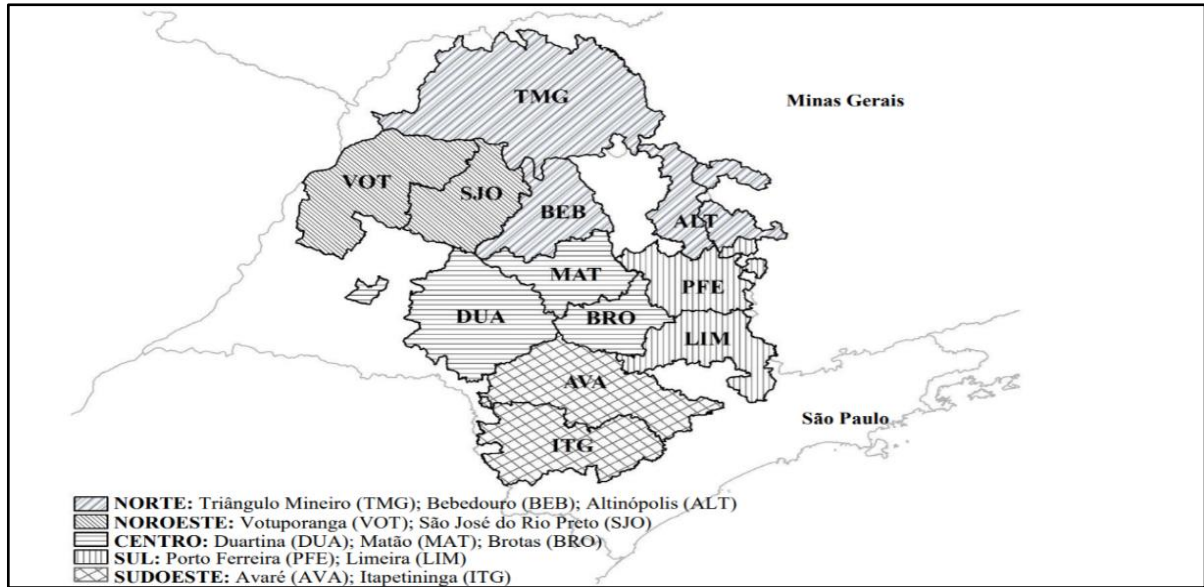 TMG
Minas Gerais
VOT
SJO
BEB
ALT
MAT
PFE
DUA
BRO
LIM
AVA
São Paulo
ITG
NORTE: Triângulo Mineiro (TMG); Bebedouro (BEB); Altinópolis (ALT)
NOROESTE: Votuporanga (VOT); São José do Rio Preto (SJO)
CENTRO: Duartina (DUA); Matão (MAT); Brotas (BRO)
SUL: Porto Ferreira (PFE); Limeira (LIM)
SUDOESTE: Avaré (AVA); Itapetininga (ITG)